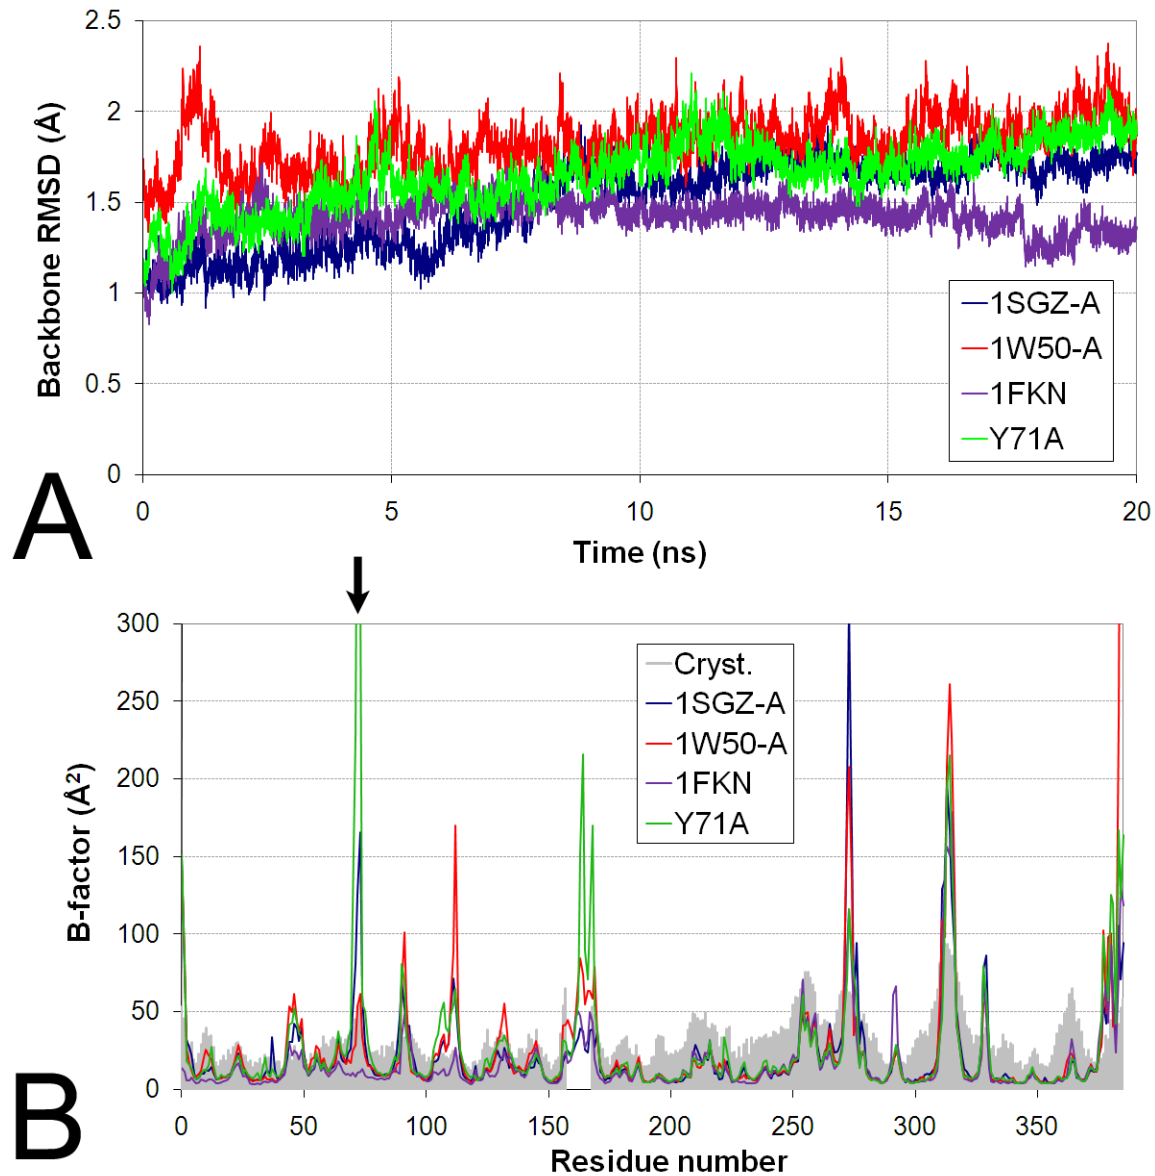 2.5
2
1.5
1
0.5
0
Backbone RMSD (Å)
1SGZ-A
1W50-A
1FKN
Y71A
0 5 10 15 20
Time (ns)
A
300
250
200
150
100
50
0
B-factor (Å²)
Cryst.
1SGZ-A
1W50-A
1FKN
Y71A
0 50 100 150 200 250 300 350
Residue number
B